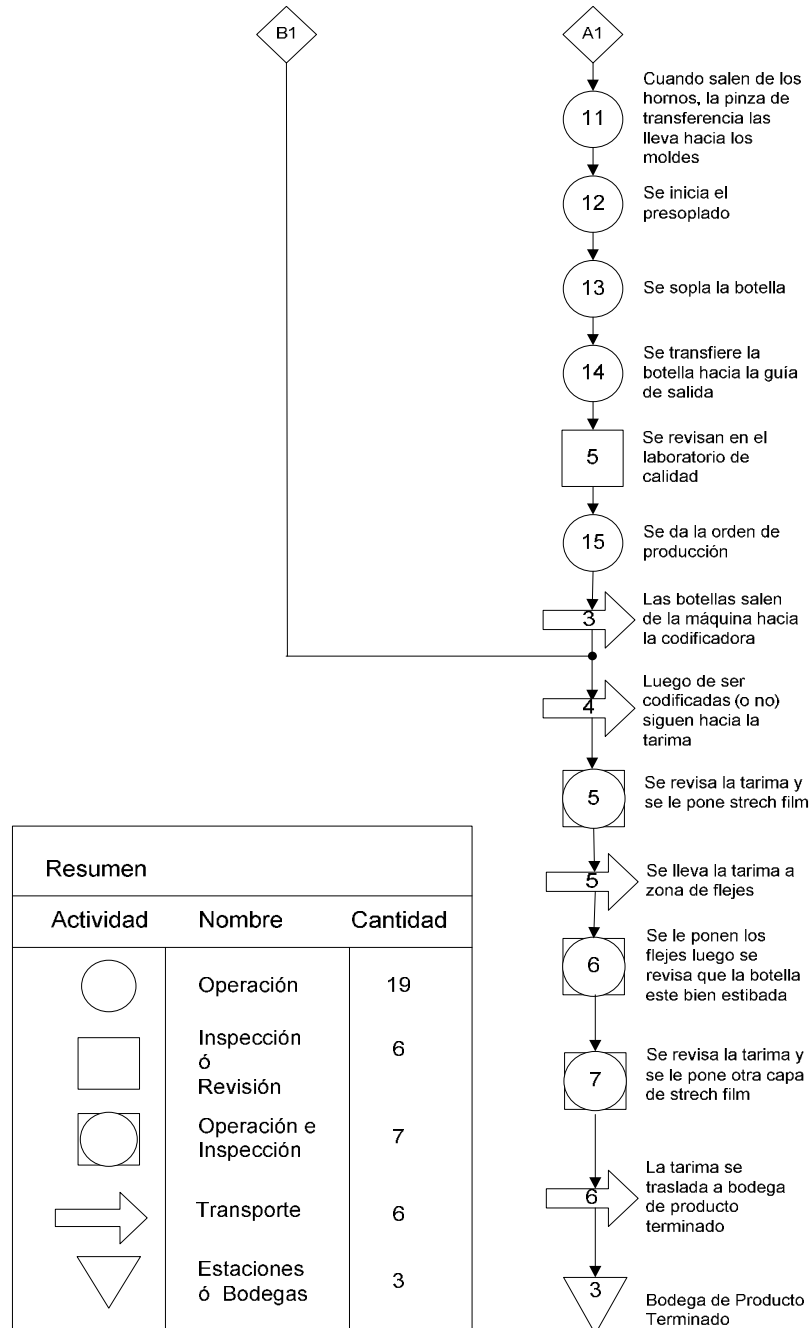 B1
A1
11
Cuando salen de los
hornos, la pinza de
transferencia las
lleva hacia los
moldes
12
Se inicia el
presoplado
13
Se sopla la botella
14
Se transfiere la
botella hacia la guía
de salida
5
Se revisan en el
laboratorio de
calidad
15
Se da la orden de
producción
3
Las botellas salen
de la máquina hacia
la codificadora
4
Luego de ser
codificadas (o no)
siguen hacia la
tarima
5
Se revisa la tarima y
se le pone strech film
5
Se lleva la tarima a
zona de flejes
6
Se le ponen los
flejes luego se
revisa que la botella
este bien estibada
7
Se revisa la tarima y
se le pone otra capa
de strech film
6
La tarima se
traslada a bodega
de producto
terminado
3
Bodega de Producto
Terminado
Resumen
Actividad Nombre Cantidad
Operación 19
Inspección
ó
Revisión
6
Operación e
Inspección
7
Transporte 6
Estaciones
ó Bodegas
3